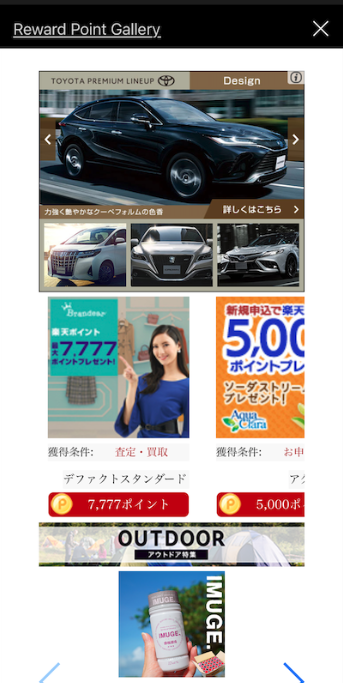 Reward Point Gallery
TOYOTA PREMIUM LINEUP
Design
力強く艶やかなクーペフォルムの色香
詳しくはこちら
Brandear
楽天ポイント
最大7,777
ポイントプレゼント!
新規申込で楽天
5,00
ポイントプレ
ソーダストリー
プレゼント!
Aqua Clara
獲得条件: 査定・買取
獲得条件: お申
デファクトスタンダード
ア
7,777ポイント
5,000ポ
OUTDOOR
アウトドア特集
IMUGE.
IMUGE.